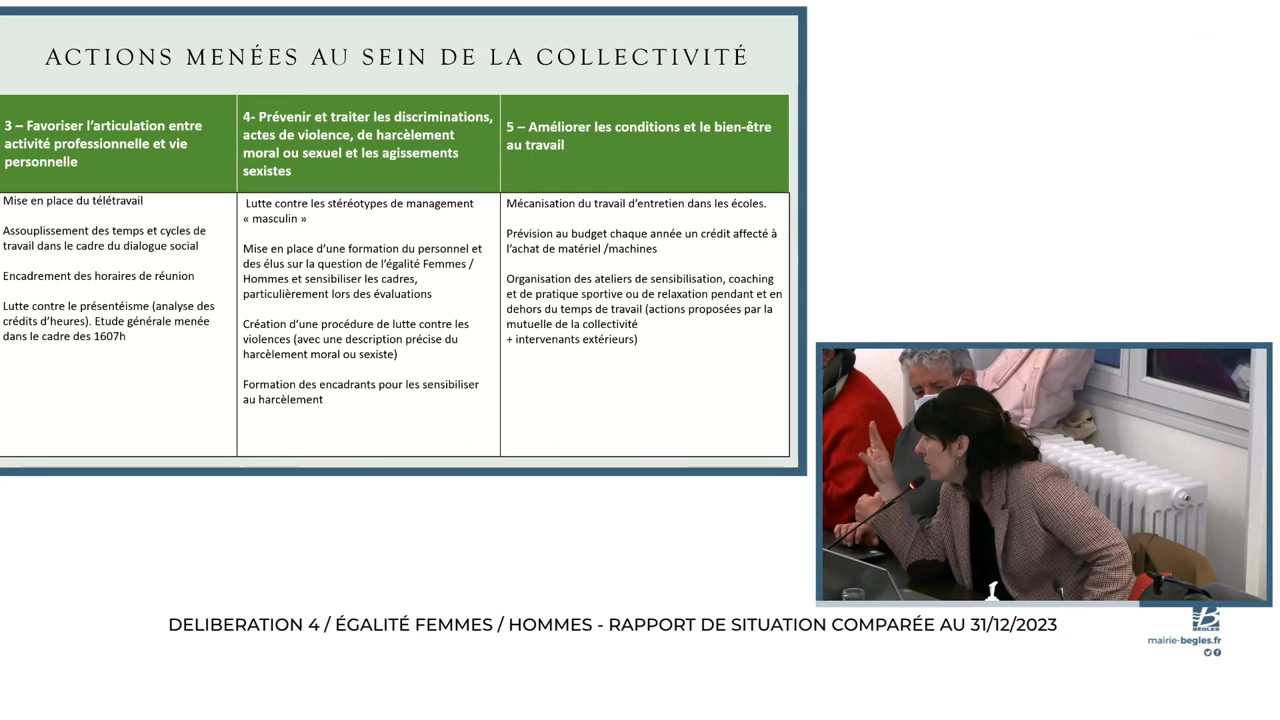 ACTIONS MENÉES AU SEIN DE LA COLLECTIVITÉ
3 – Favoriser l'articulation entre
activité professionnelle et vie
personnelle
Mise en place du télétravail
Assouplissement des temps et cycles de
travail dans le cadre du dialogue social
Encadrement des horaires de réunion
Lutte contre le présentéisme (analyse des
crédits d'heures). Etude générale menée
dans le cadre des 1607h
4- Prévenir et traiter les discriminations,
actes de violence, de harcèlement
moral ou sexuel et les agissements
sexistes
Lutte contre les stéréotypes de management
« masculin »
Mise en place d'une formation du personnel et
des élus sur la question de l'égalité Femmes /
Hommes et sensibiliser les cadres,
particulièrement lors des évaluations
Création d'une procédure de lutte contre les
violences (avec une description précise du
harcèlement moral ou sexiste)
Formation des encadrants pour les sensibiliser
au harcèlement
5 – Améliorer les conditions et le bien-être
au travail
Mécanisation du travail d'entretien dans les écoles.
Prévision au budget chaque année un crédit affecté à
l'achat de matériel /machines
Organisation des ateliers de sensibilisation, coaching
et de pratique sportive ou de relaxation pendant et en
dehors du temps de travail (actions proposées par la
mutuelle de la collectivité
+ intervenants extérieurs)
DELIBERATION 4 / ÉGALITÉ FEMMES / HOMMES - RAPPORT DE SITUATION COMPARÉE AU 31/12/2023
BÈGLES
mairie-begles.fr